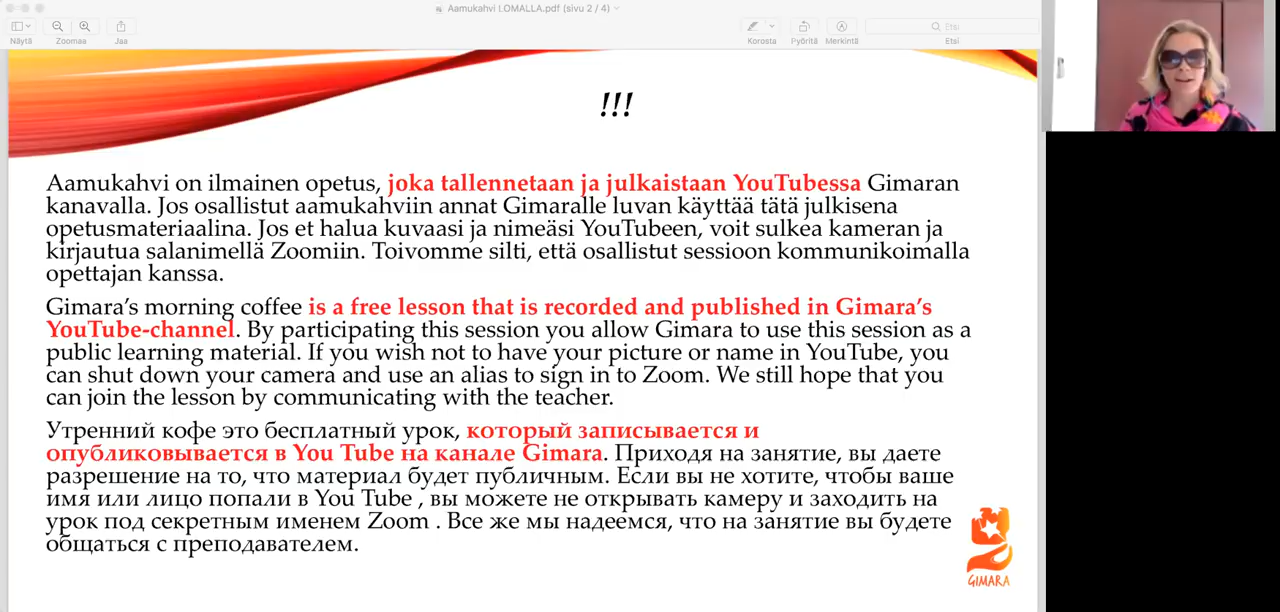 Aamukahvi LOMALLA.pdf (sivu 2 / 4)
Näytä
Zoomaa
Jaa
Korosta
Pyöritä
Merkintä
Etsi
Etsi
!!!
Aamukahvi on ilmainen opetus, joka tallennetaan ja julkaistaan YouTubessa Gimaran
kanavalla. Jos osallistut aamukahviin annat Gimaralle luvan käyttää tätä julkisena
opetusmateriaalina. Jos et halua kuvaasi ja nimeäsi YouTubeen, voit sulkea kameran ja
kirjautua salanimellä Zoomiin. Toivomme silti, että osallistut sessioon kommunikoimalla
opettajan kanssa.
Gimara’s morning coffee is a free lesson that is recorded and published in Gimara’s
YouTube-channel. By participating this session you allow Gimara to use this session as a
public learning material. If you wish not to have your picture or name in YouTube, you
can shut down your camera and use an alias to sign in to Zoom. We still hope that you
can join the lesson by communicating with the teacher.
Утренний кофе это бесплатный урок, который записывается и
опубликовывается в You Tube на канале Gimara. Приходя на занятие, вы даете
разрешение на то, что материал будет публичным. Если вы не хотите, чтобы ваше
имя или лицо попали в You Tube , вы можете не открывать камеру и заходить на
урок под секретным именем Zoom . Все же мы надеемся, что на занятие вы будете
общаться с преподавателем.
GIMARA